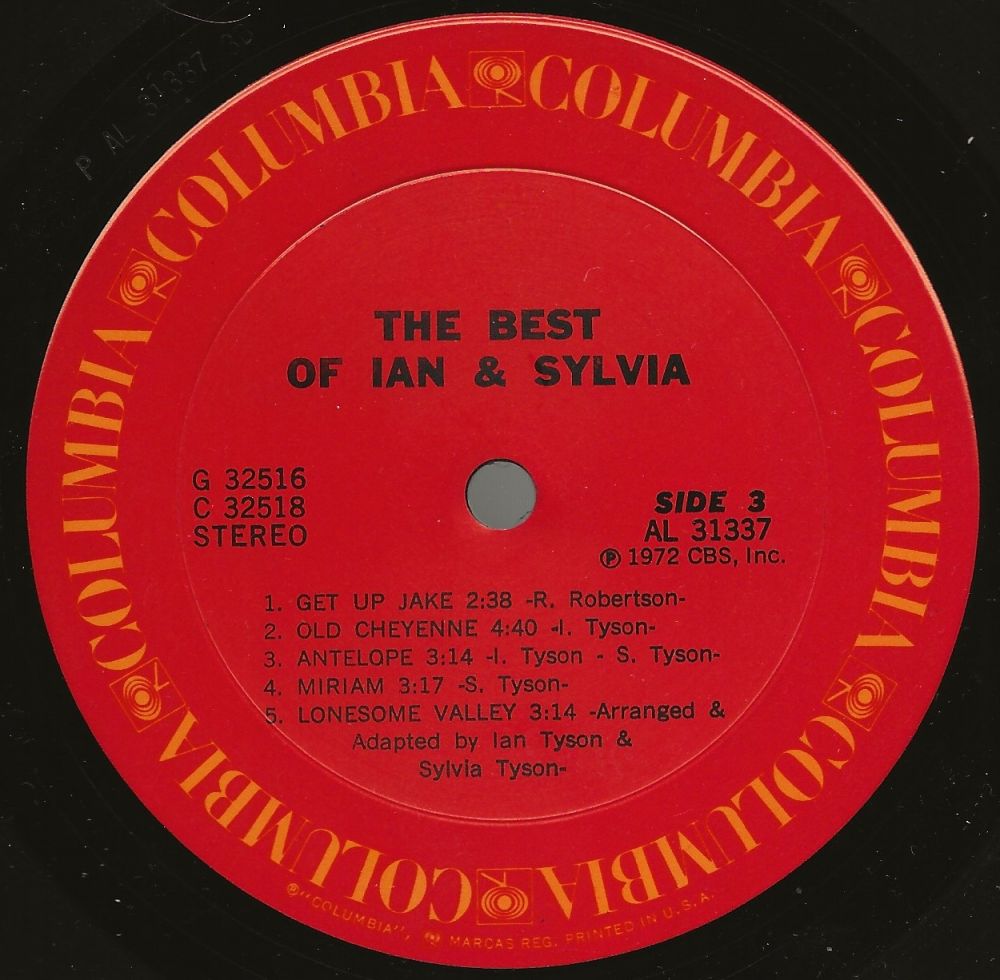 P AL 31337
COLUMBIA COLUMBIA COLUMBIA COLUMBIA COLUMBIA COLUMBIA
THE BEST
OF IAN & SYLVIA
G 32516
C 32518
STEREO
SIDE 3
AL 31337
℗ 1972 CBS, Inc.
1. GET UP JAKE 2:38 -R. Robertson-
2. OLD CHEYENNE 4:40 -I. Tyson-
3. ANTELOPE 3:14 -I. Tyson - S. Tyson-
4. MIRIAM 3:17 -S. Tyson-
5. LONESOME VALLEY 3:14 -Arranged &
Adapted by Ian Tyson &
Sylvia Tyson-
®"COLUMBIA", MARCAS REG. PRINTED IN U.S.A.